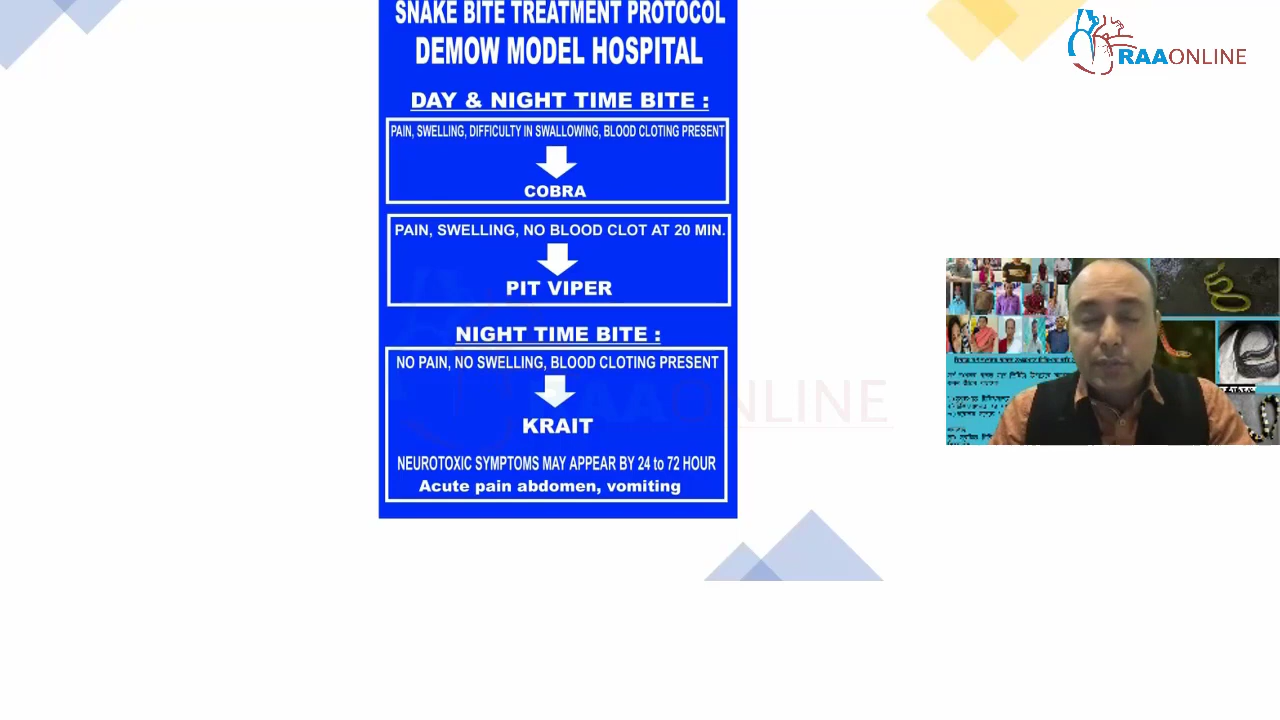 SNAKE BITE TREATMENT PROTOCOL
DEMOW MODEL HOSPITAL
DAY & NIGHT TIME BITE :
PAIN, SWELLING, DIFFICULTY IN SWALLOWING, BLOOD CLOTING PRESENT
COBRA
PAIN, SWELLING, NO BLOOD CLOT AT 20 MIN.
PIT VIPER
NIGHT TIME BITE :
NO PAIN, NO SWELLING, BLOOD CLOTING PRESENT
KRAIT
NEUROTOXIC SYMPTOMS MAY APPEAR BY 24 to 72 HOUR
Acute pain abdomen, vomiting
RAAONLINE
RAAONLINE